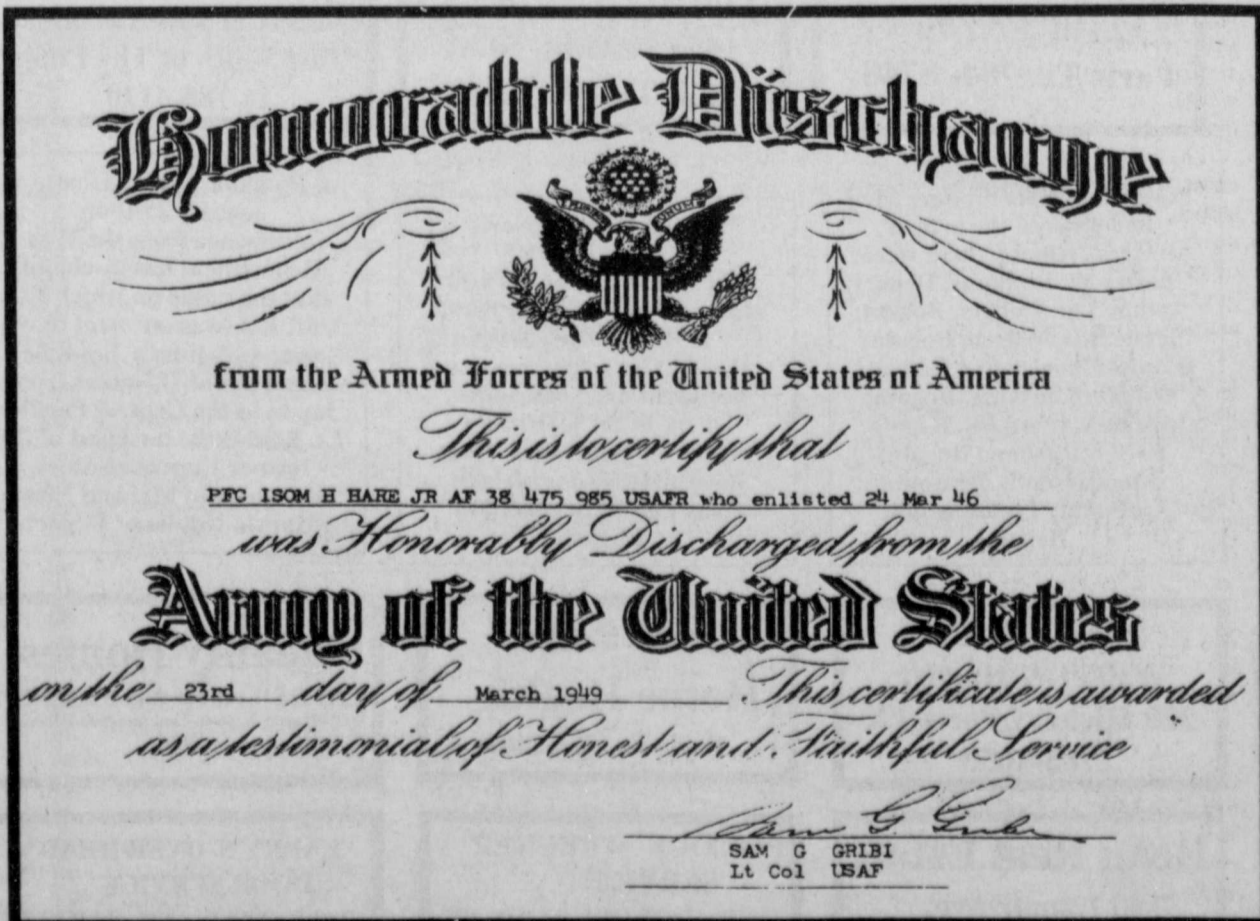 Honorable Discharge
from the Armed Forces of the United States of America
This is to certify that
PFC ISOM H HARE JR AF 38 475 985 USAFR who enlisted 24 Mar 46
was Honorably Discharged from the
Army of the United States
on the 23rd day of March 1949 This certificate is awarded
as a testimonial of Honest and Faithful Service
Sam G Gribi
SAM G GRIBI
Lt Col USAF